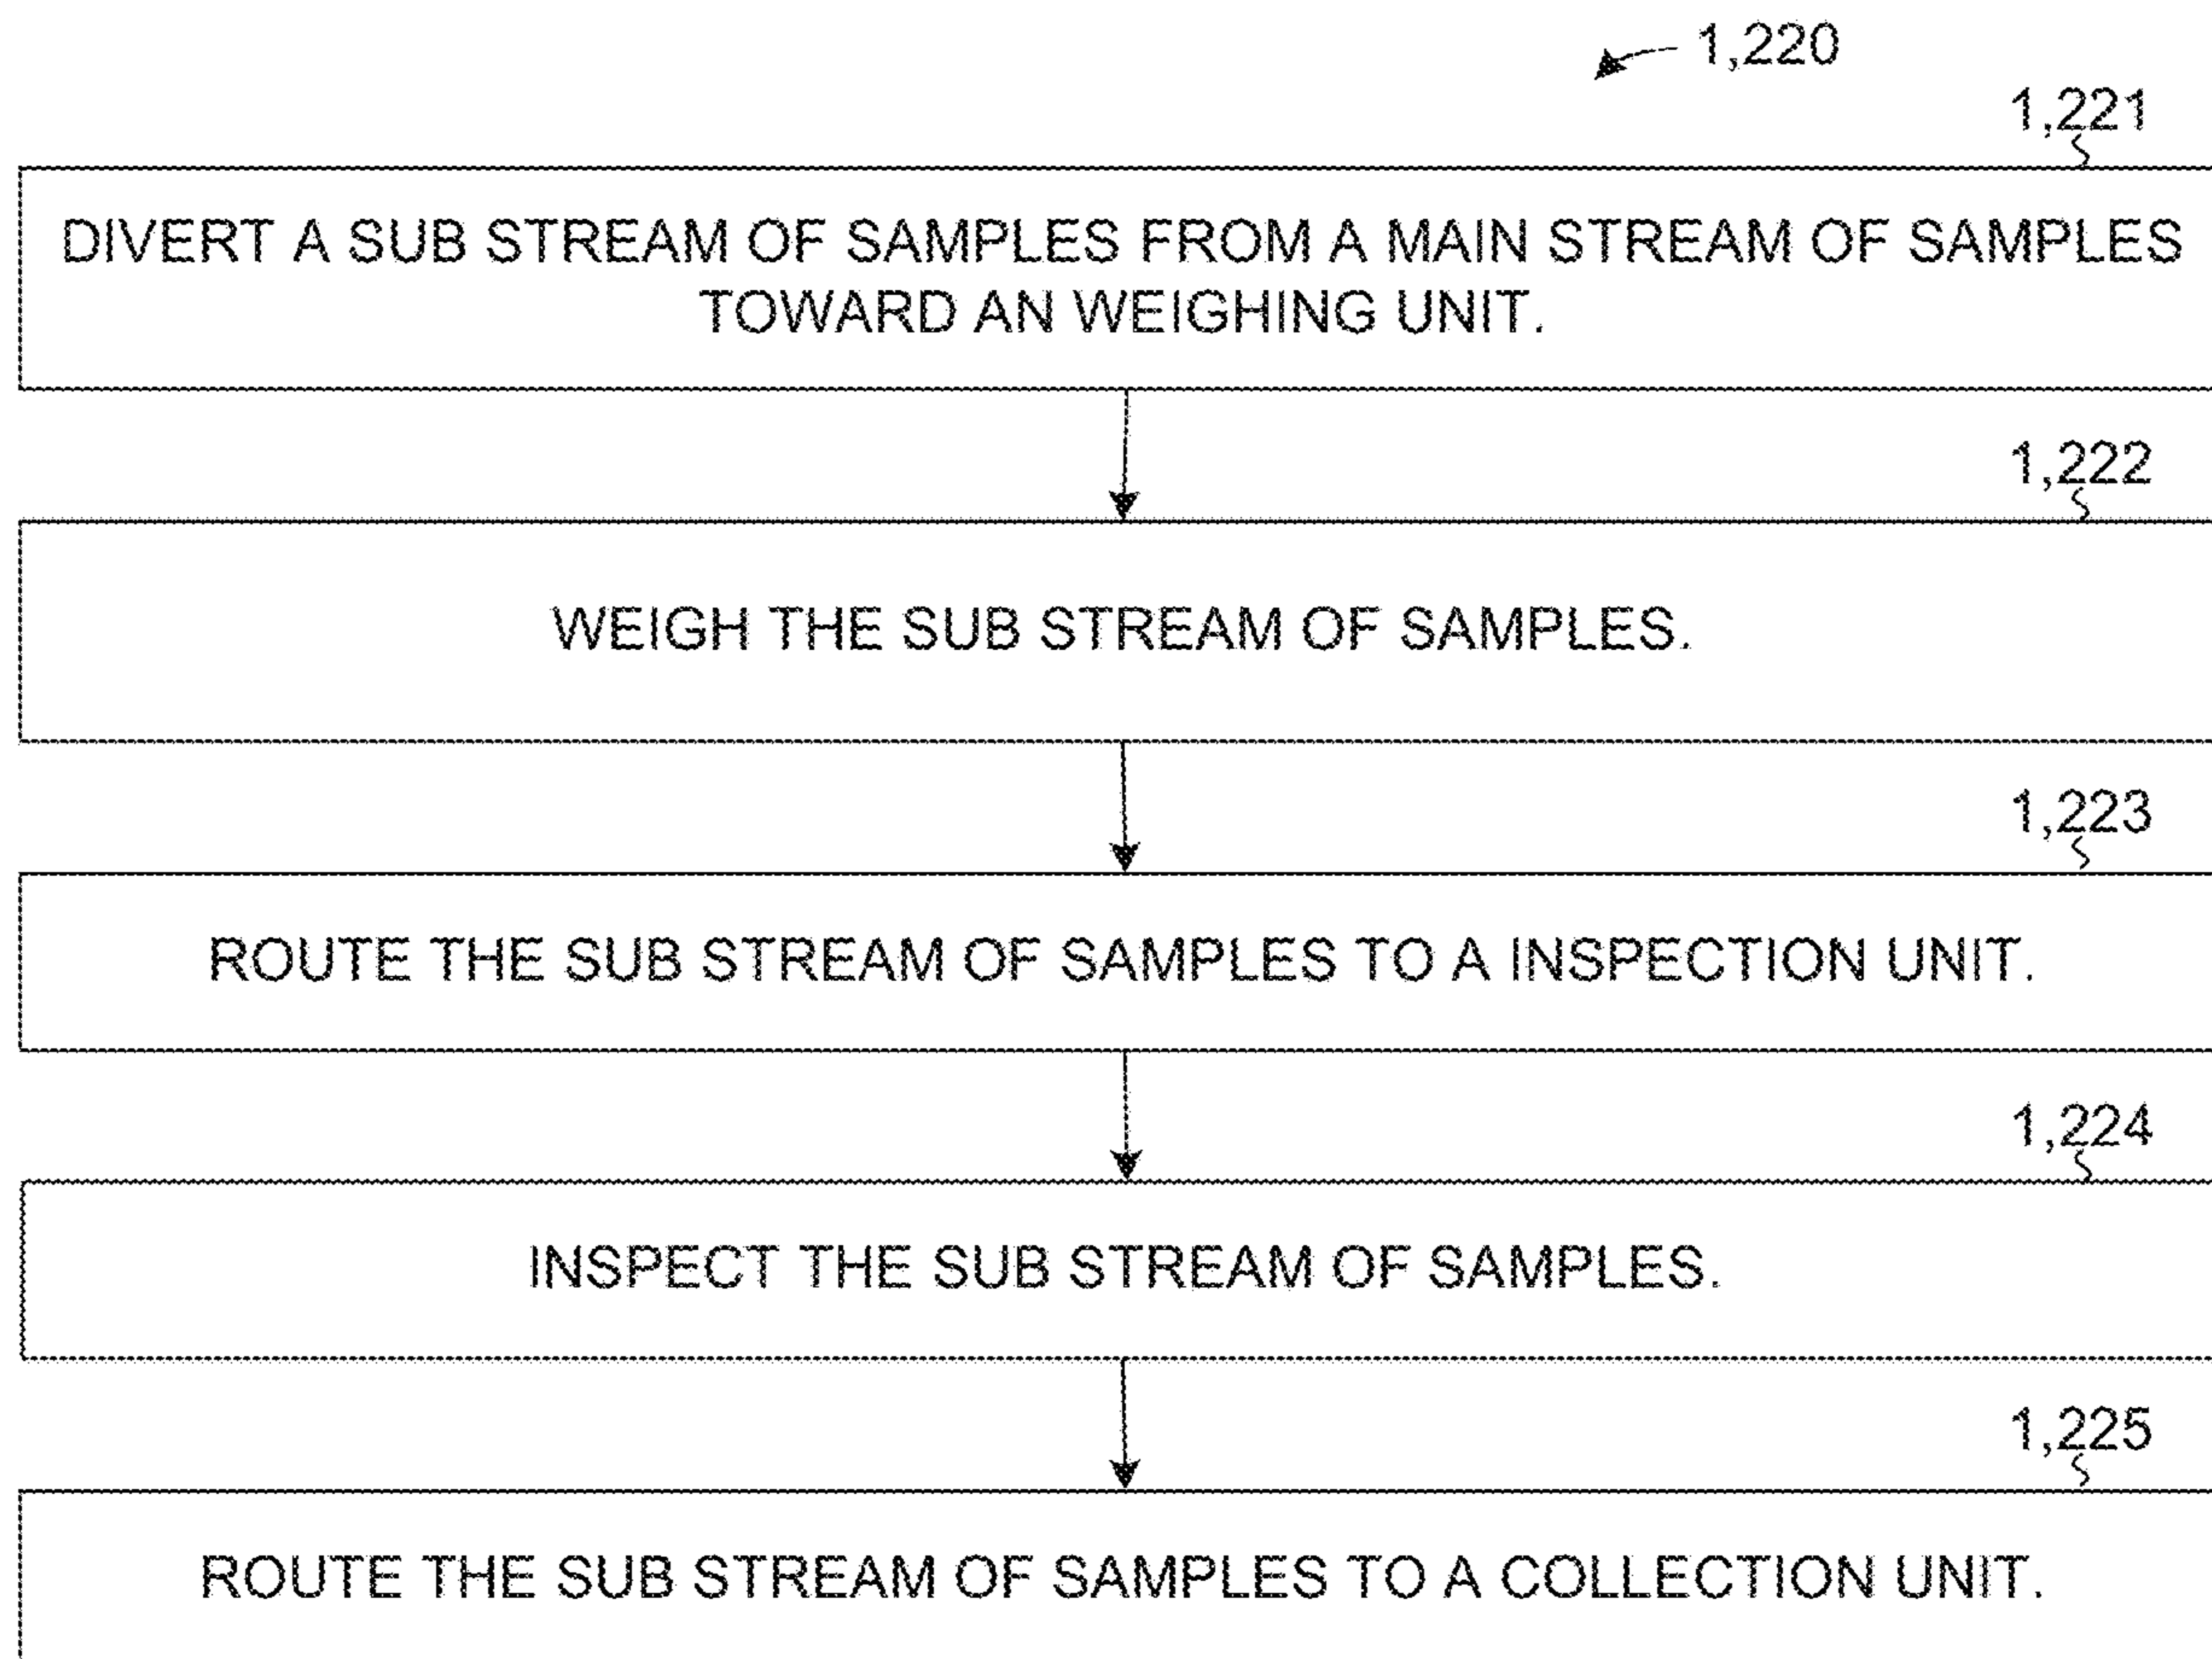 1,220
1,221
DIVERT A SUB STREAM OF SAMPLES FROM A MAIN STREAM OF SAMPLES
TOWARD AN WEIGHING UNIT.
1,222
WEIGH THE SUB STREAM OF SAMPLES.
1,223
ROUTE THE SUB STREAM OF SAMPLES TO A INSPECTION UNIT.
1,224
INSPECT THE SUB STREAM OF SAMPLES.
1,225
ROUTE THE SUB STREAM OF SAMPLES TO A COLLECTION UNIT.